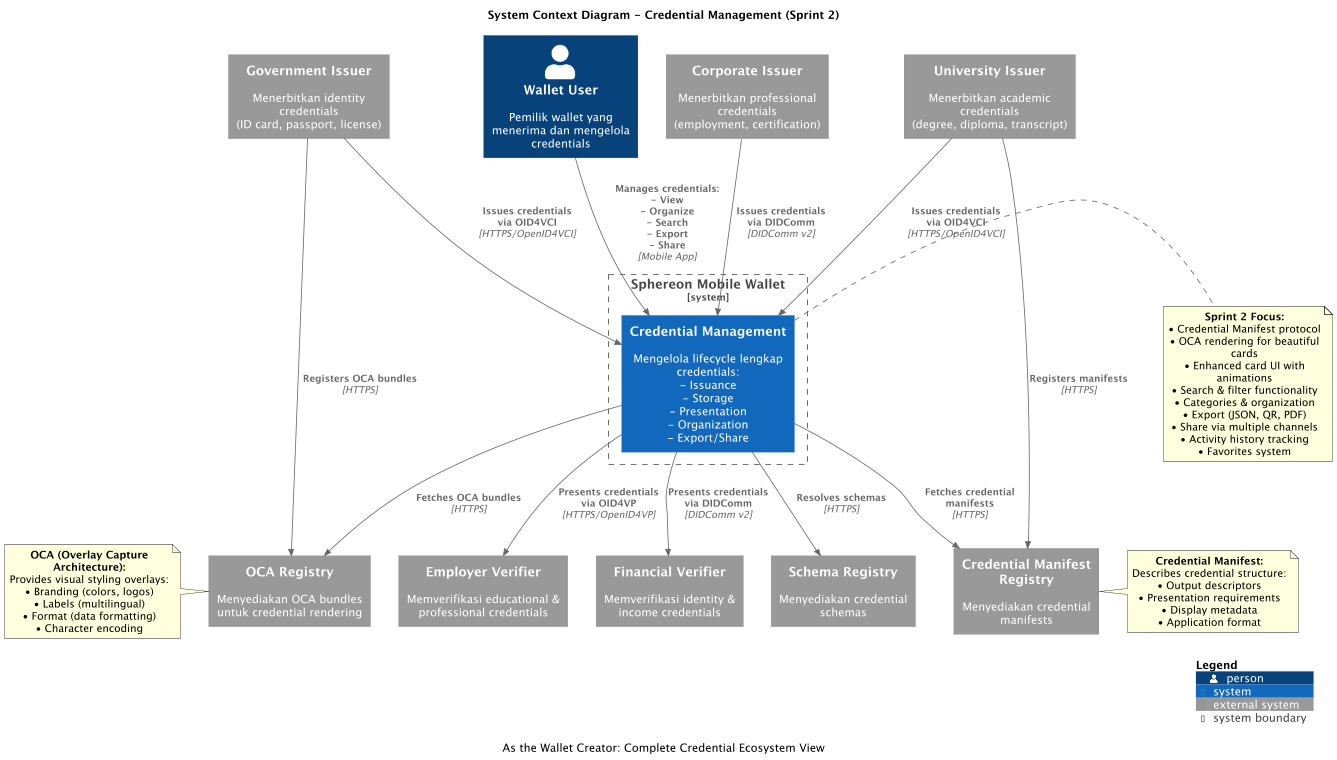 System Context Diagram - Credential Management (Sprint 2)
Government Issuer
Menerbitkan identity
credentials
(ID card, passport, license)
Wallet User
Pemilik wallet yang
menerima dan mengelola
credentials
Corporate Issuer
Menerbitkan professional
credentials
(employment, certification)
University Issuer
Menerbitkan academic
credentials
(degree, diploma, transcript)
Issues credentials
via OID4VCI
[HTTPS/OpenID4VCI]
Manages credentials:
- View
- Organize
- Search
- Export
- Share
[Mobile App]
Issues credentials
via DIDComm
[DIDComm v2]
Issues credentials
via OID4VCI
[HTTPS/OpenID4VCI]
Sphereon Mobile Wallet
[system]
Credential Management
Mengelola lifecycle lengkap
credentials:
- Issuance
- Storage
- Presentation
- Organization
- Export/Share
Sprint 2 Focus:
• Credential Manifest protocol
• OCA rendering for beautiful
cards
• Enhanced card UI with
animations
• Search & filter functionality
• Categories & organization
• Export (JSON, QR, PDF)
• Share via multiple channels
• Activity history tracking
• Favorites system
Registers OCA bundles
[HTTPS]
Registers manifests
[HTTPS]
Fetches OCA bundles
[HTTPS]
Presents credentials
via OID4VP
[HTTPS/OpenID4VP]
Presents credentials
via DIDComm
[DIDComm v2]
Resolves schemas
[HTTPS]
Fetches credential
manifests
[HTTPS]
OCA (Overlay Capture
Architecture):
Provides visual styling overlays:
• Branding (colors, logos)
• Labels (multilingual)
• Format (data formatting)
• Character encoding
OCA Registry
Menyediakan OCA bundles
untuk credential rendering
Employer Verifier
Memverifikasi educational &
professional credentials
Financial Verifier
Memverifikasi identity &
income credentials
Schema Registry
Menyediakan credential
schemas
Credential Manifest
Registry
Menyediakan credential
manifests
Credential Manifest:
Describes credential structure:
• Output descriptors
• Presentation requirements
• Display metadata
• Application format
Legend
person
system
external system
system boundary
As the Wallet Creator: Complete Credential Ecosystem View